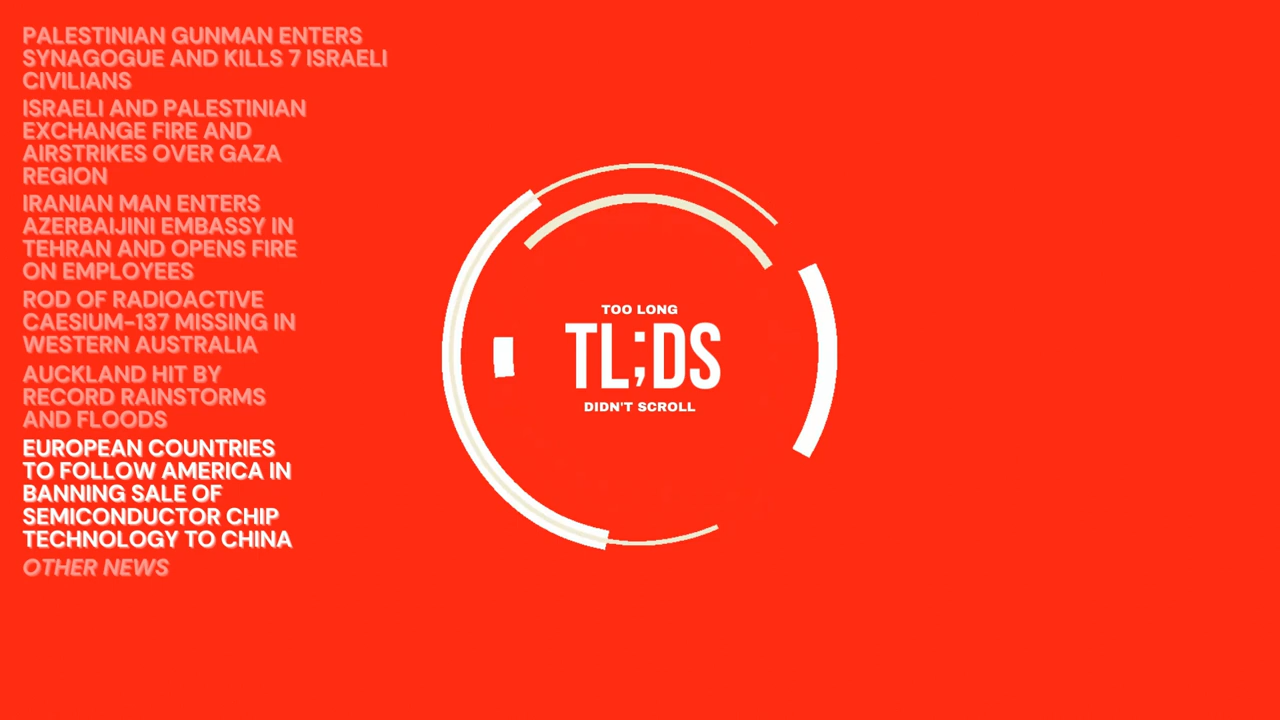 PALESTINIAN GUNMAN ENTERS
SYNAGOGUE AND KILLS 7 ISRAELI
CIVILIANS
ISRAELI AND PALESTINIAN
EXCHANGE FIRE AND
AIRSTRIKES OVER GAZA
REGION
IRANIAN MAN ENTERS
AZERBAIJINI EMBASSY IN
TEHRAN AND OPENS FIRE
ON EMPLOYEES
ROD OF RADIOACTIVE
CAESIUM-137 MISSING IN
WESTERN AUSTRALIA
AUCKLAND HIT BY
RECORD RAINSTORMS
AND FLOODS
EUROPEAN COUNTRIES
TO FOLLOW AMERICA IN
BANNING SALE OF
SEMICONDUCTOR CHIP
TECHNOLOGY TO CHINA
OTHER NEWS
TOO LONG
TL;DS
DIDN'T SCROLL